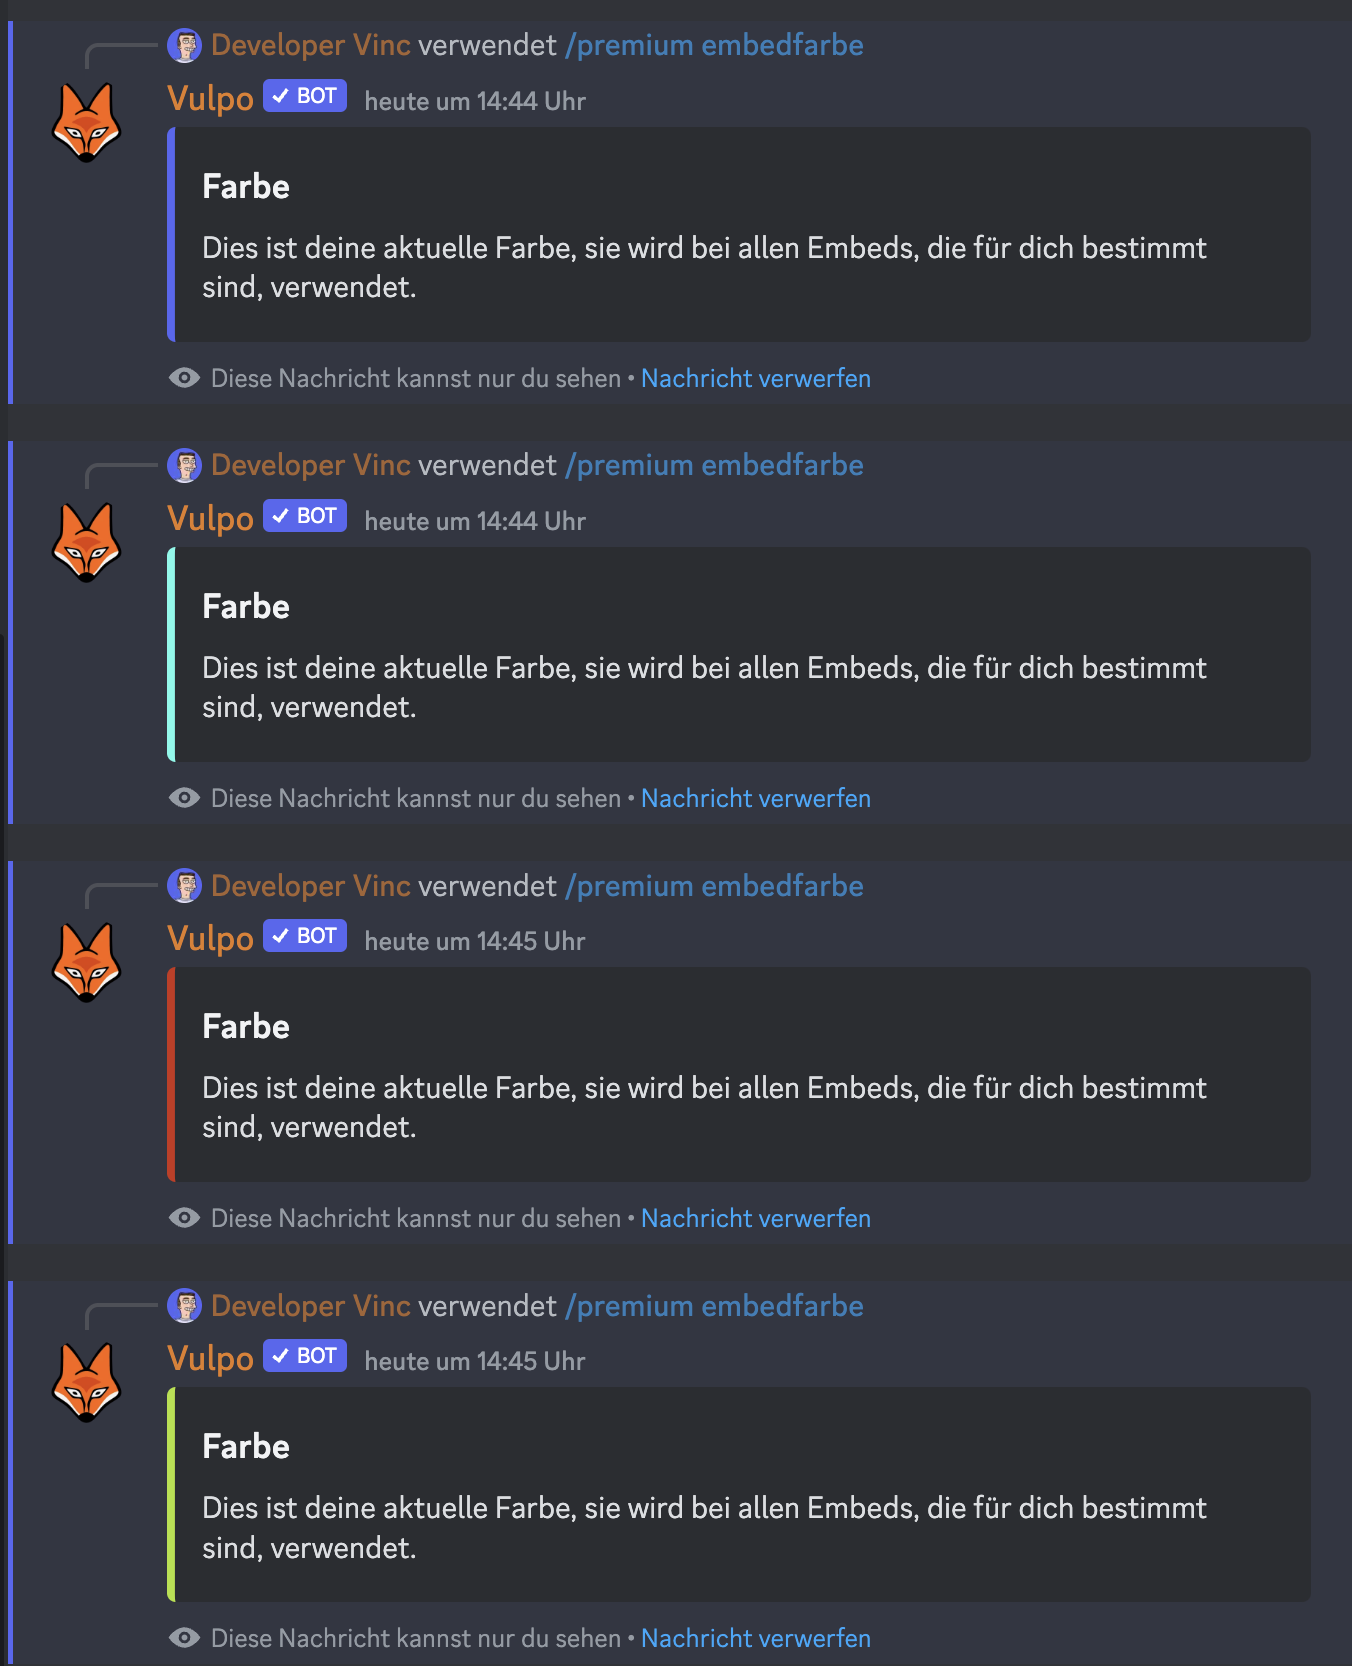 Developer Vinc verwendet /premium embedfarbe
Vulpo ✓ BOT heute um 14:44 Uhr
Farbe
Dies ist deine aktuelle Farbe, sie wird bei allen Embeds, die für dich bestimmt
sind, verwendet.
Diese Nachricht kannst nur du sehen • Nachricht verwerfen
Developer Vinc verwendet /premium embedfarbe
Vulpo ✓ BOT heute um 14:44 Uhr
Farbe
Dies ist deine aktuelle Farbe, sie wird bei allen Embeds, die für dich bestimmt
sind, verwendet.
Diese Nachricht kannst nur du sehen • Nachricht verwerfen
Developer Vinc verwendet /premium embedfarbe
Vulpo ✓ BOT heute um 14:45 Uhr
Farbe
Dies ist deine aktuelle Farbe, sie wird bei allen Embeds, die für dich bestimmt
sind, verwendet.
Diese Nachricht kannst nur du sehen • Nachricht verwerfen
Developer Vinc verwendet /premium embedfarbe
Vulpo ✓ BOT heute um 14:45 Uhr
Farbe
Dies ist deine aktuelle Farbe, sie wird bei allen Embeds, die für dich bestimmt
sind, verwendet.
Diese Nachricht kannst nur du sehen • Nachricht verwerfen